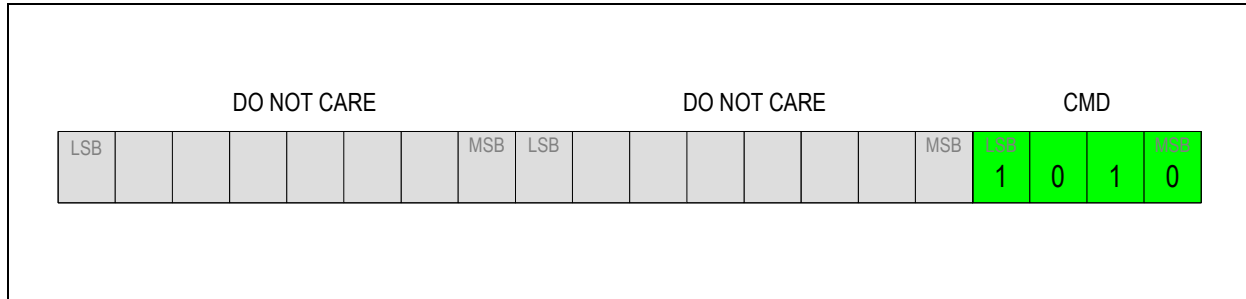 DO NOT CARE DO NOT CARE CMD
LSB MSB LSB MSB LSB MSB
1 0 1 0